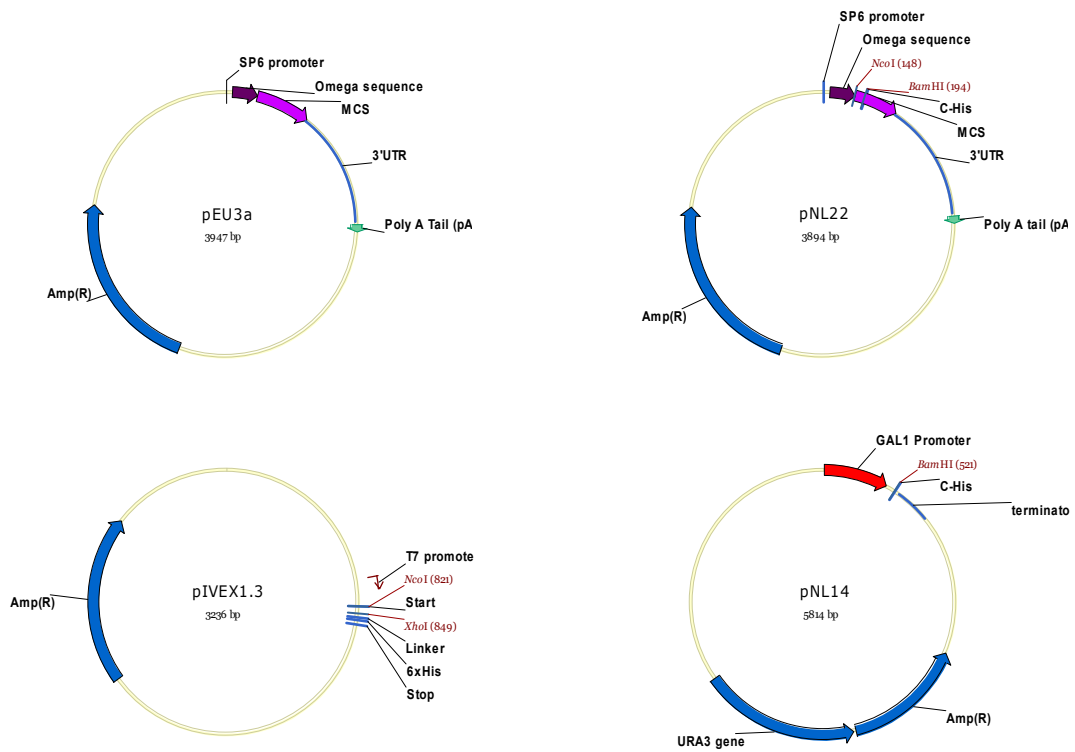 SP6 promoter
Omega sequence
MCS
3'UTR
pEU3a
3947 bp
Poly A Tail (pA
Amp(R)
SP6 promoter
Omega sequence
NcoI (148)
BamHI (194)
C-His
MCS
3'UTR
pNL22
3894 bp
Poly A tail (pA
Amp(R)
T7 promote
NcoI (821)
Start
XhoI (849)
Linker
6xHis
Stop
pIVEX1.3
3236 bp
Amp(R)
GAL1 Promoter
BamHI (521)
C-His
terminato
pNL14
5814 bp
Amp(R)
URA3 gene